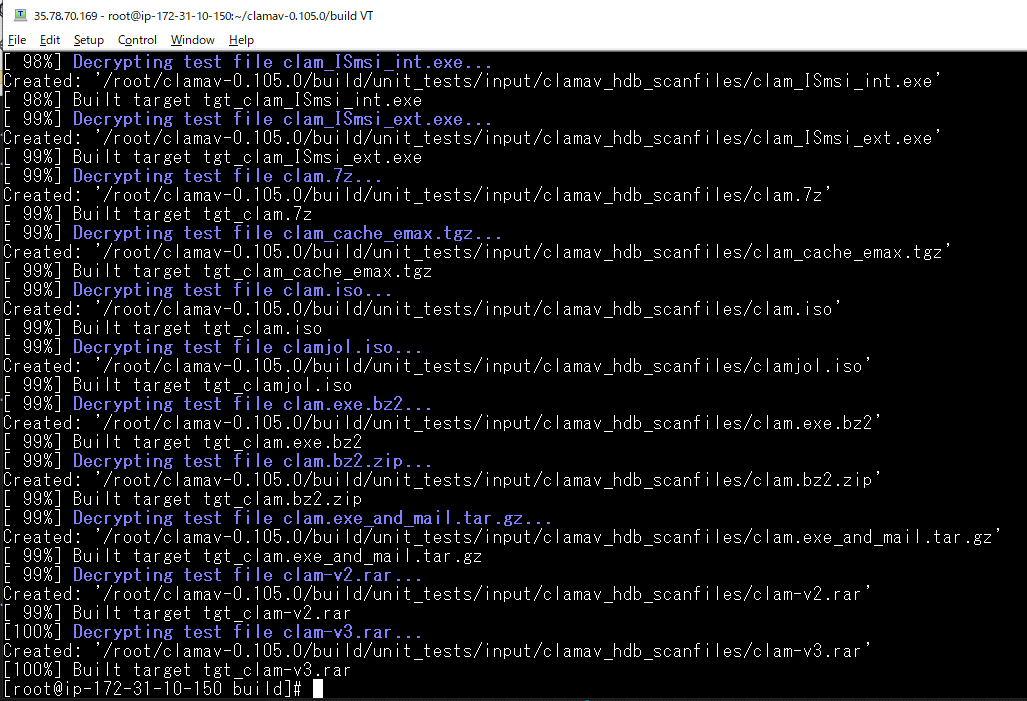 35.78.70.169 - root@ip-172-31-10-150:~/clamav-0.105.0/build VT
File Edit Setup Control Window Help
[ 98%] Decrypting test file clam_ISmsi_int.exe...
Created: '/root/clamav-0.105.0/build/unit_tests/input/clamav_hdb_scanfiles/clam_ISmsi_int.exe'
[ 98%] Built target tgt_clam_ISmsi_int.exe
[ 99%] Decrypting test file clam_ISmsi_ext.exe...
Created: '/root/clamav-0.105.0/build/unit_tests/input/clamav_hdb_scanfiles/clam_ISmsi_ext.exe'
[ 99%] Built target tgt_clam_ISmsi_ext.exe
[ 99%] Decrypting test file clam.7z...
Created: '/root/clamav-0.105.0/build/unit_tests/input/clamav_hdb_scanfiles/clam.7z'
[ 99%] Built target tgt_clam.7z
[ 99%] Decrypting test file clam_cache_emax.tgz...
Created: '/root/clamav-0.105.0/build/unit_tests/input/clamav_hdb_scanfiles/clam_cache_emax.tgz'
[ 99%] Built target tgt_clam_cache_emax.tgz
[ 99%] Decrypting test file clam.iso...
Created: '/root/clamav-0.105.0/build/unit_tests/input/clamav_hdb_scanfiles/clam.iso'
[ 99%] Built target tgt_clam.iso
[ 99%] Decrypting test file clamjol.iso...
Created: '/root/clamav-0.105.0/build/unit_tests/input/clamav_hdb_scanfiles/clamjol.iso'
[ 99%] Built target tgt_clamjol.iso
[ 99%] Decrypting test file clam.exe.bz2...
Created: '/root/clamav-0.105.0/build/unit_tests/input/clamav_hdb_scanfiles/clam.exe.bz2'
[ 99%] Built target tgt_clam.exe.bz2
[ 99%] Decrypting test file clam.bz2.zip...
Created: '/root/clamav-0.105.0/build/unit_tests/input/clamav_hdb_scanfiles/clam.bz2.zip'
[ 99%] Built target tgt_clam.bz2.zip
[ 99%] Decrypting test file clam.exe_and_mail.tar.gz...
Created: '/root/clamav-0.105.0/build/unit_tests/input/clamav_hdb_scanfiles/clam.exe_and_mail.tar.gz'
[ 99%] Built target tgt_clam.exe_and_mail.tar.gz
[ 99%] Decrypting test file clam-v2.rar...
Created: '/root/clamav-0.105.0/build/unit_tests/input/clamav_hdb_scanfiles/clam-v2.rar'
[ 99%] Built target tgt_clam-v2.rar
[100%] Decrypting test file clam-v3.rar...
Created: '/root/clamav-0.105.0/build/unit_tests/input/clamav_hdb_scanfiles/clam-v3.rar'
[100%] Built target tgt_clam-v3.rar
[root@ip-172-31-10-150 build]#